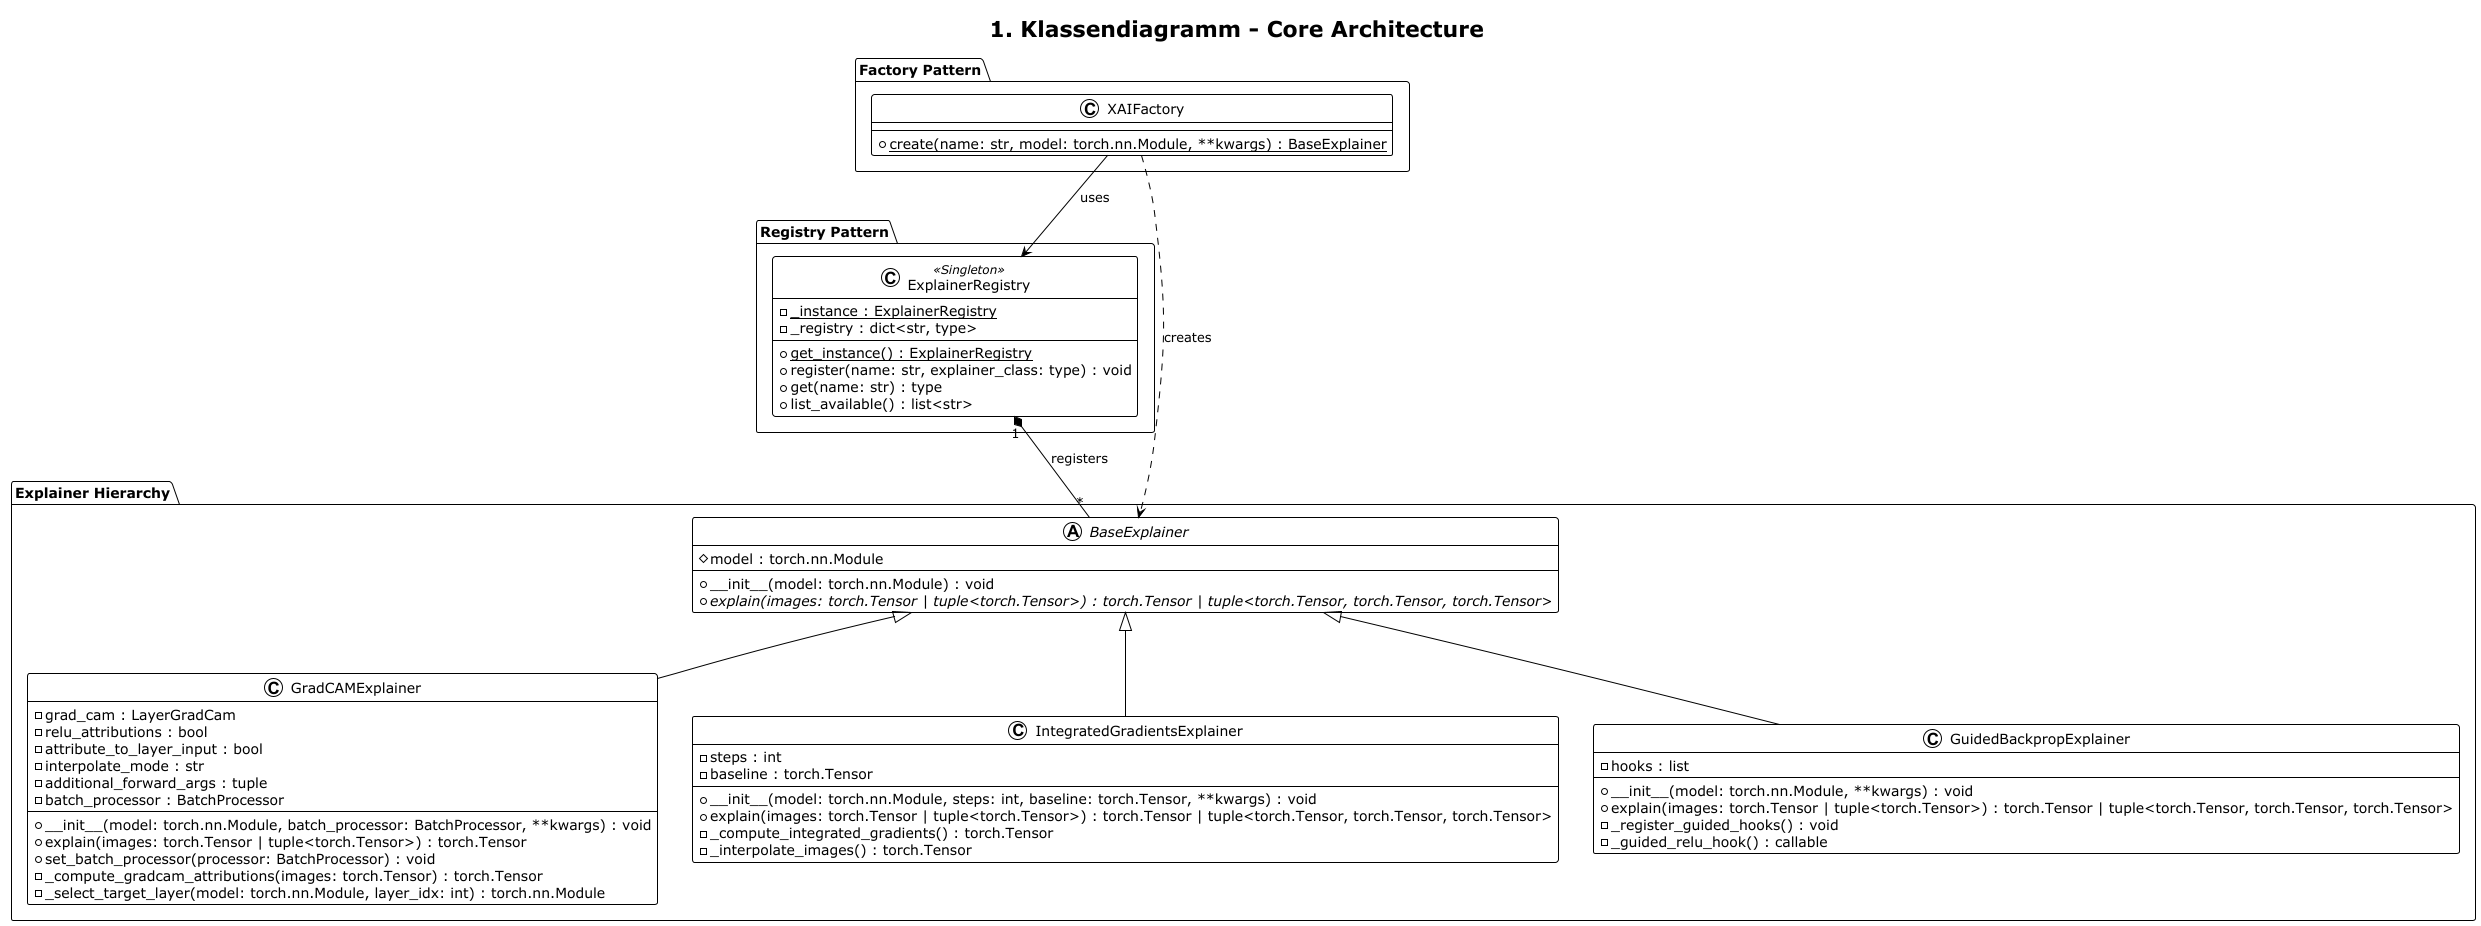 1. Klassendiagramm - Core Architecture
Factory Pattern
C XAIFactory
create(name: str, model: torch.nn.Module, **kwargs) : BaseExplainer
uses
Registry Pattern
«Singleton»
C ExplainerRegistry
_instance : ExplainerRegistry
_registry : dict<str, type>
get_instance() : ExplainerRegistry
register(name: str, explainer_class: type) : void
get(name: str) : type
list_available() : list<str>
creates
1
registers
*
Explainer Hierarchy
A BaseExplainer
model : torch.nn.Module
__init__(model: torch.nn.Module) : void
explain(images: torch.Tensor | tuple<torch.Tensor>) : torch.Tensor | tuple<torch.Tensor, torch.Tensor, torch.Tensor>
C GradCAMExplainer
grad_cam : LayerGradCam
relu_attributions : bool
attribute_to_layer_input : bool
interpolate_mode : str
additional_forward_args : tuple
batch_processor : BatchProcessor
__init__(model: torch.nn.Module, batch_processor: BatchProcessor, **kwargs) : void
explain(images: torch.Tensor | tuple<torch.Tensor>) : torch.Tensor
set_batch_processor(processor: BatchProcessor) : void
_compute_gradcam_attributions(images: torch.Tensor) : torch.Tensor
_select_target_layer(model: torch.nn.Module, layer_idx: int) : torch.nn.Module
C IntegratedGradientsExplainer
steps : int
baseline : torch.Tensor
__init__(model: torch.nn.Module, steps: int, baseline: torch.Tensor, **kwargs) : void
explain(images: torch.Tensor | tuple<torch.Tensor>) : torch.Tensor | tuple<torch.Tensor, torch.Tensor, torch.Tensor>
_compute_integrated_gradients() : torch.Tensor
_interpolate_images() : torch.Tensor
C GuidedBackpropExplainer
hooks : list
__init__(model: torch.nn.Module, **kwargs) : void
explain(images: torch.Tensor | tuple<torch.Tensor>) : torch.Tensor | tuple<torch.Tensor, torch.Tensor, torch.Tensor>
_register_guided_hooks() : void
_guided_relu_hook() : callable